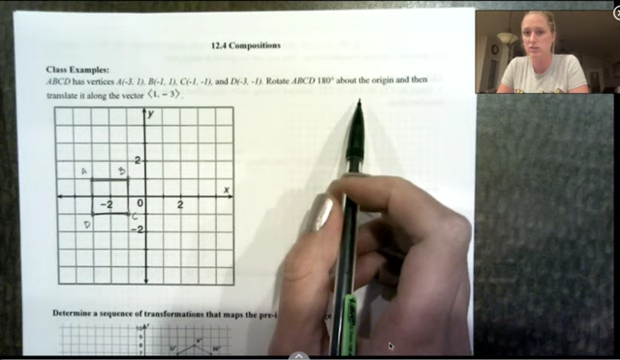 12.4 Compositions
Class Examples:
ABCD has vertices A(-3, 1), B(-1, 1), C(-1, -1), and D(-3, -1). Rotate ABCD 180° about the origin and then
translate it along the vector ⟨1, – 3⟩.
y
2
A B
x
−2 0 2
C
D −2
Determine a sequence of transformations that maps the pre-i